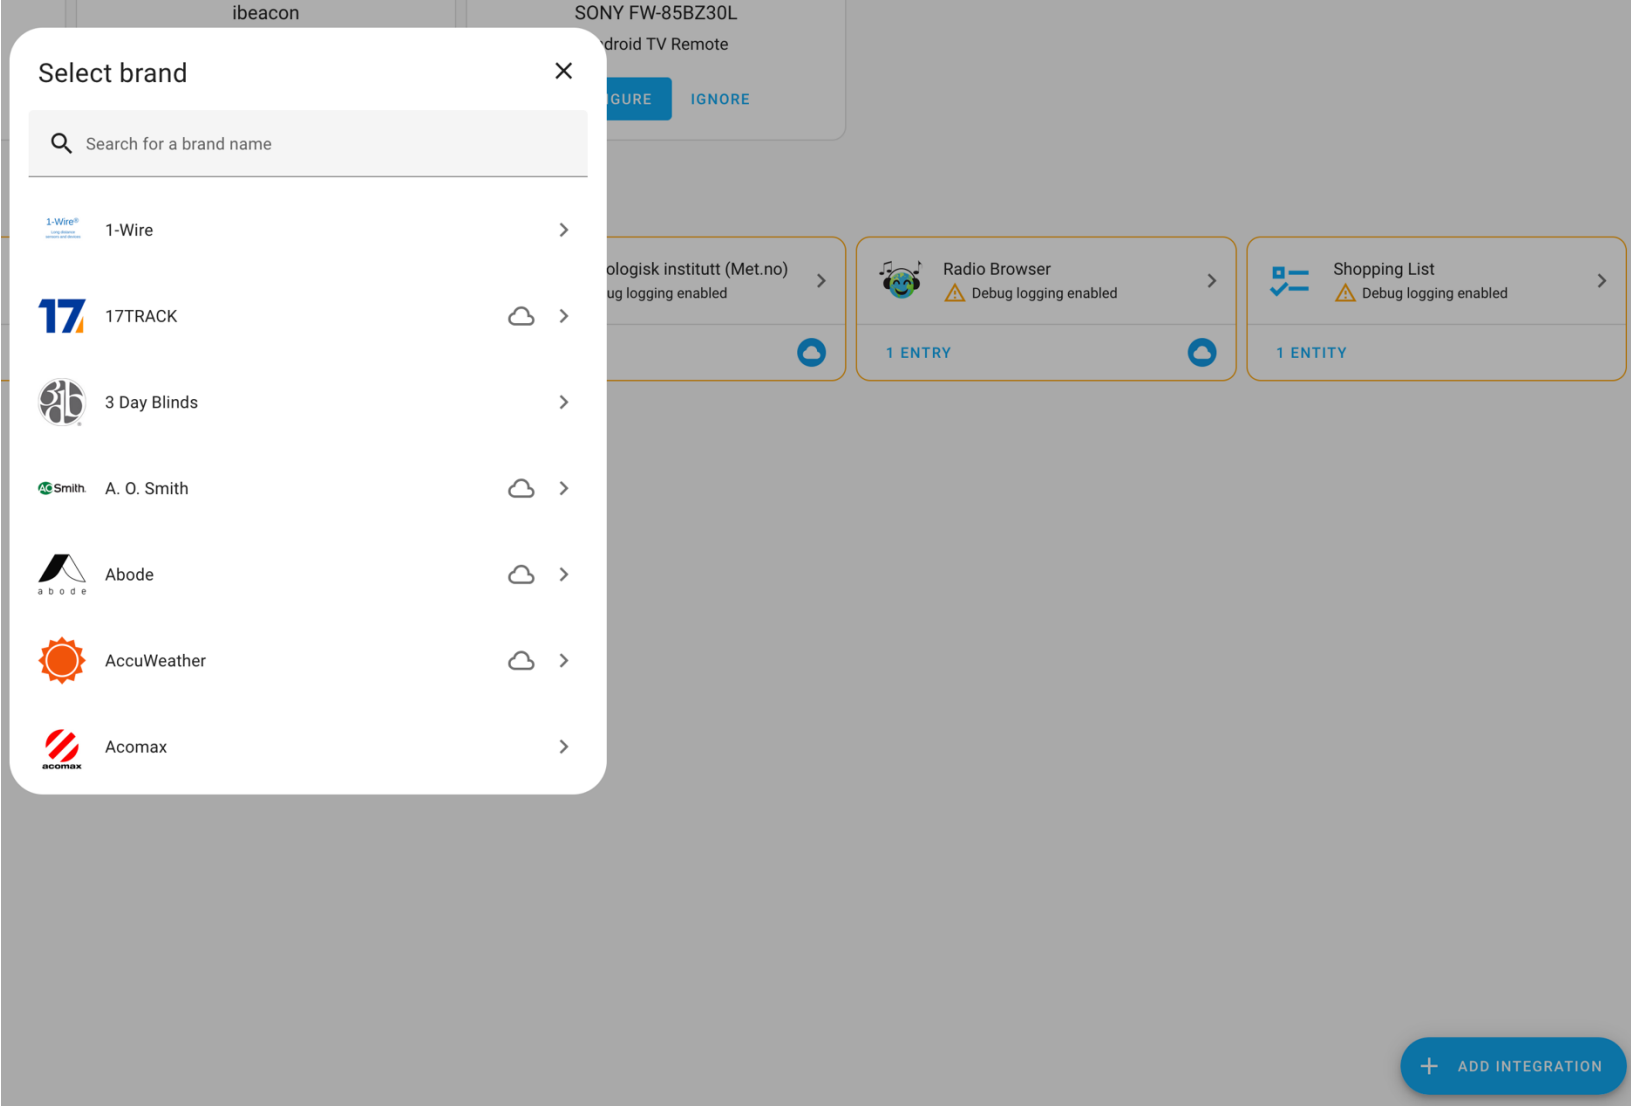 ibeacon
SONY FW-85BZ30L
droid TV Remote
Select brand
IGURE
IGNORE
Search for a brand name
1-Wire®
1-Wire
ologisk institutt (Met.no)
ug logging enabled
Radio Browser
Debug logging enabled
Shopping List
Debug logging enabled
17
17TRACK
1 ENTRY
1 ENTITY
3 Day Blinds
AO Smith.
A. O. Smith
abode
Abode
AccuWeather
acomax
Acomax
ADD INTEGRATION